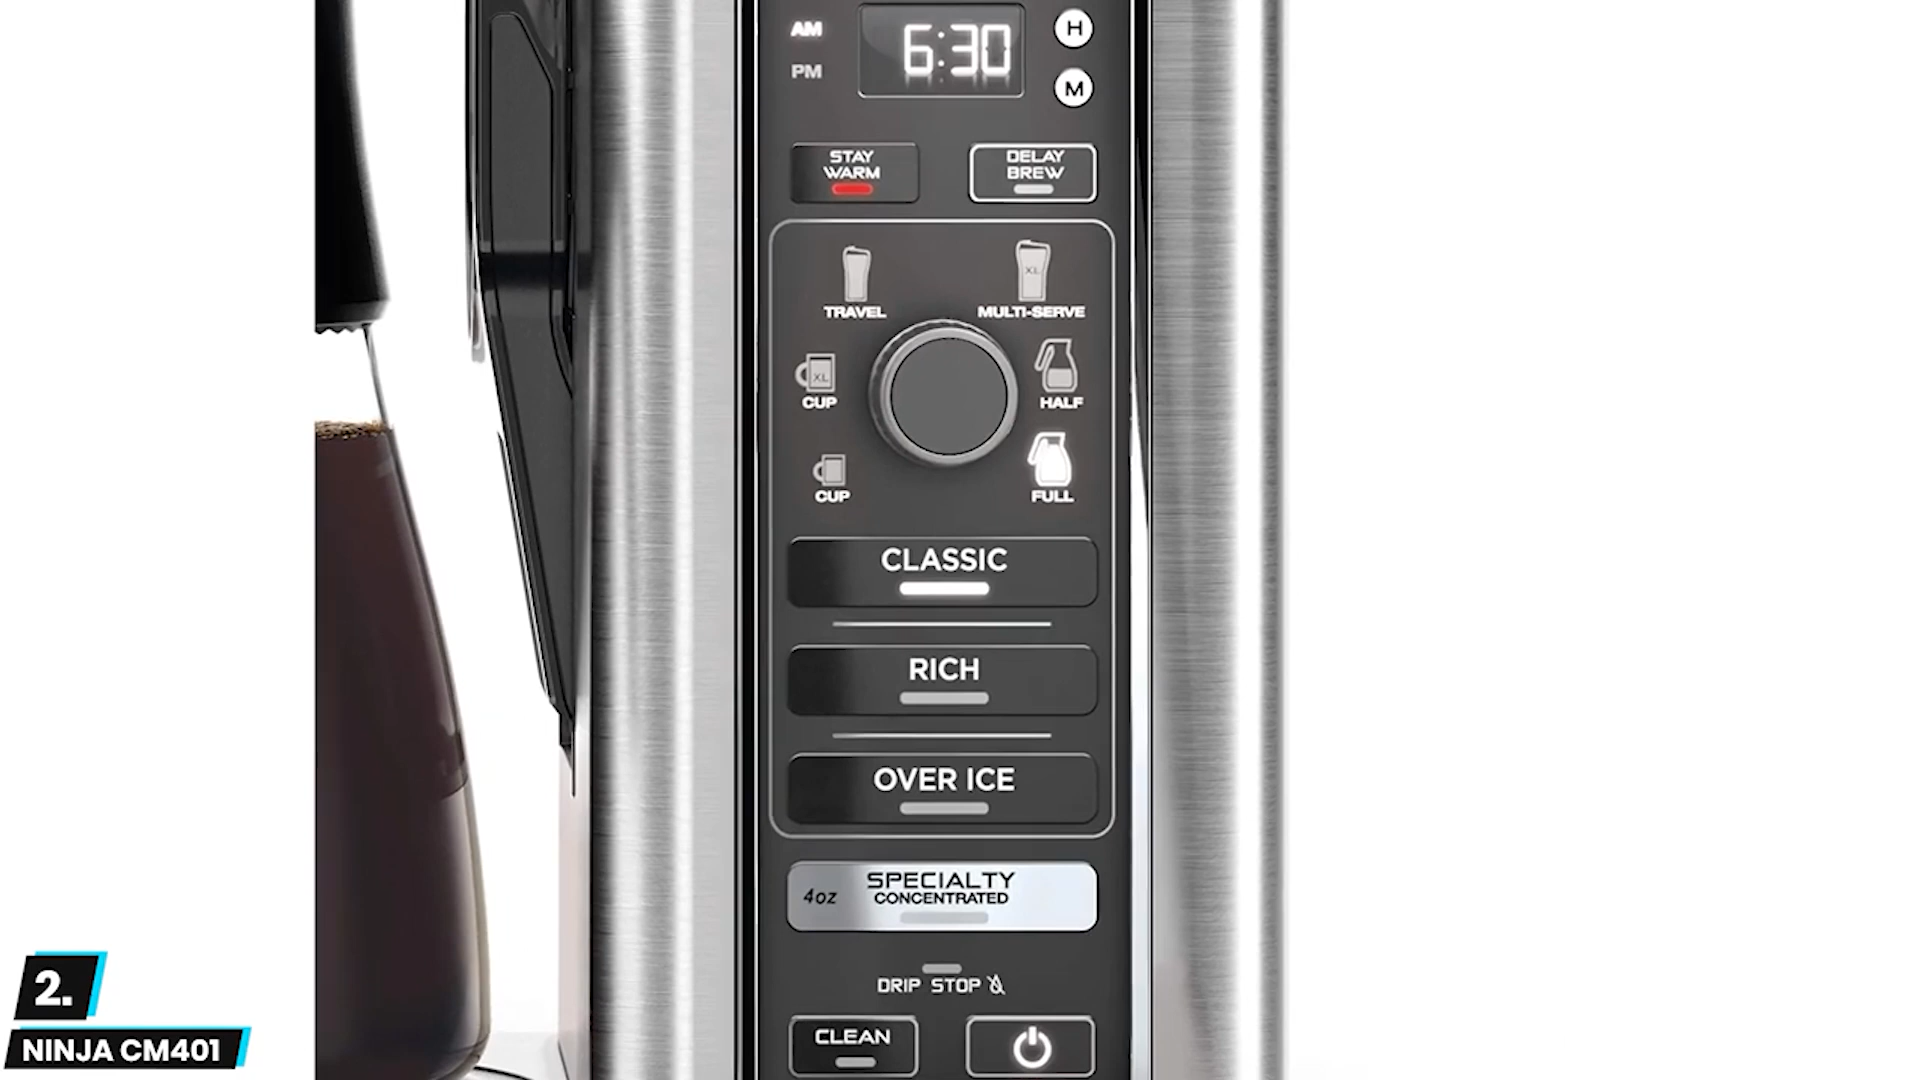 AM
6:30
H
PM
M
STAY
WARM
DELAY
BREW
XL
TRAVEL
MULTI-SERVE
XL
CUP
HALF
CUP
FULL
CLASSIC
RICH
OVER ICE
4oz
SPECIALTY
CONCENTRATED
DRIP STOP
CLEAN
2.
NINJA CM401